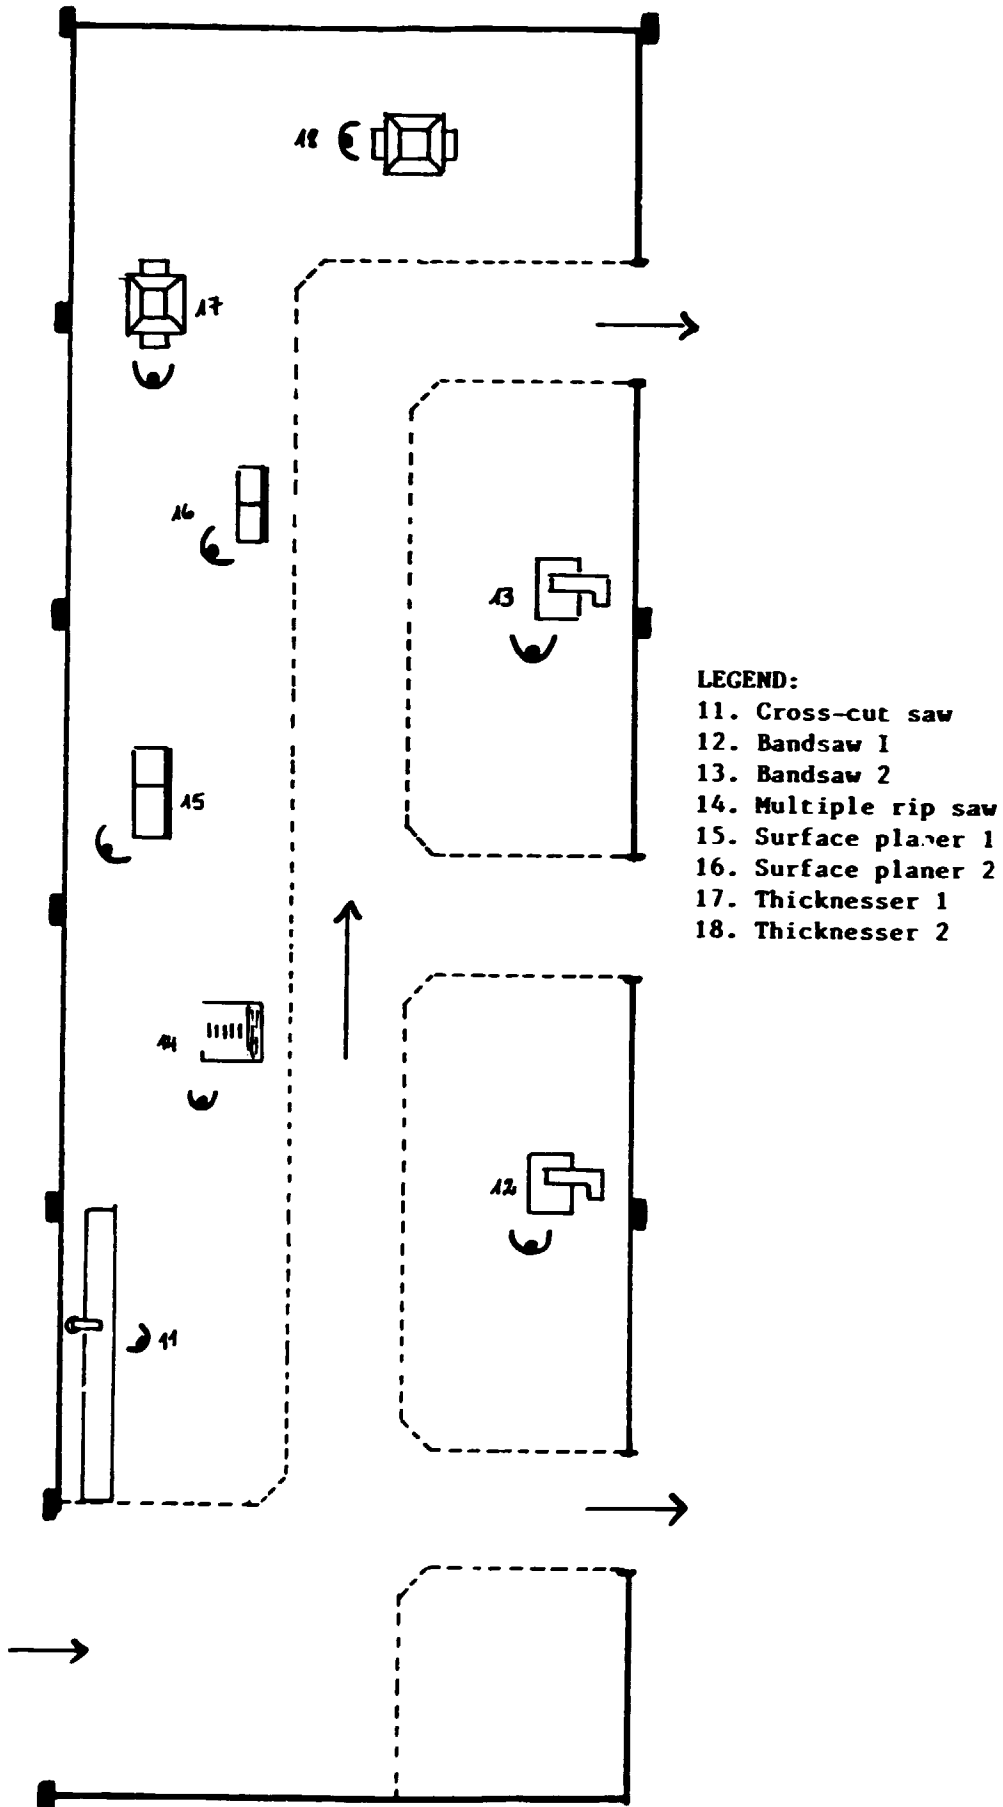 18
17
16
13
LEGEND:
11. Cross-cut saw
12. Bandsaw I
13. Bandsaw 2
14. Multiple rip saw
15. Surface planer 1
16. Surface planer 2
17. Thicknesser 1
18. Thicknesser 2
15
14
12
11